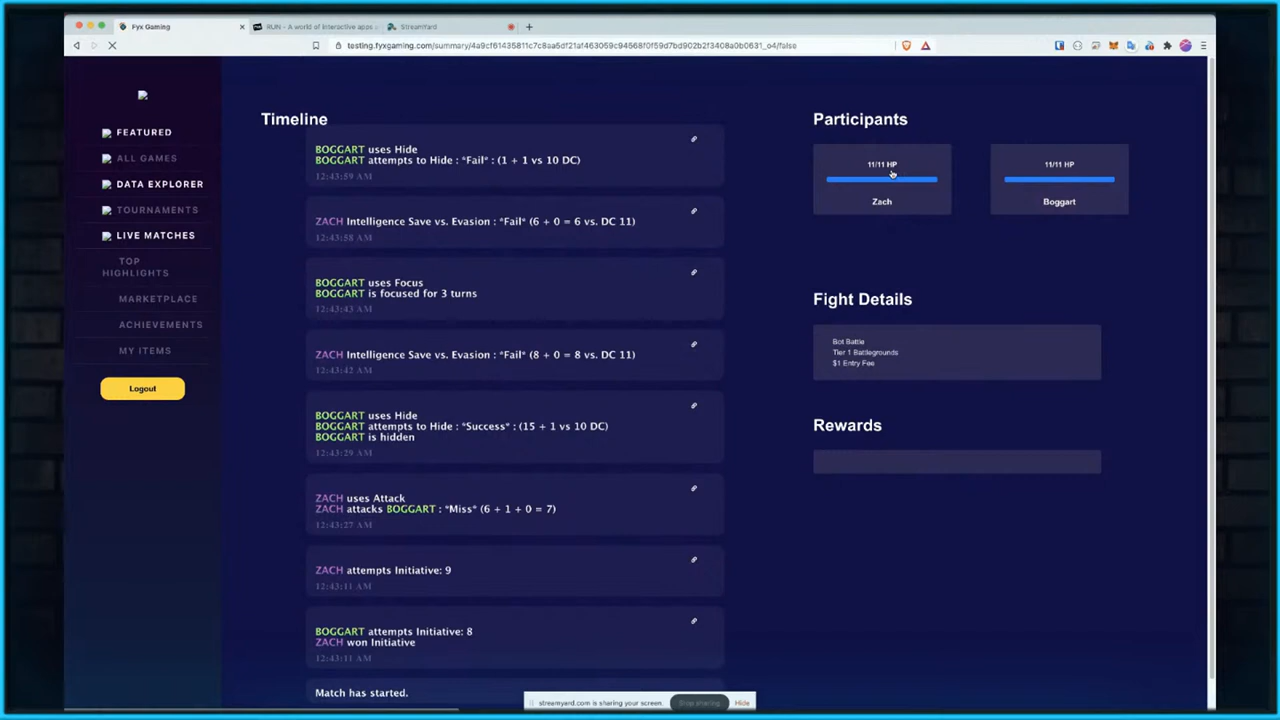 Fyx Gaming
RUN - A world of interactive apps
StreamYard
testing.fyxgaming.com/summary/4a9cf61435811c7c8aa5df21af463059c94568f0f59d7bd902b2f3408a0b0631_o4/false
FEATURED
ALL GAMES
DATA EXPLORER
TOURNAMENTS
LIVE MATCHES
TOP
HIGHLIGHTS
MARKETPLACE
ACHIEVEMENTS
MY ITEMS
Logout
Timeline
BOGGART uses Hide
BOGGART attempts to Hide : *Fail* : (1 + 1 vs 10 DC)
12:43:59 AM
ZACH Intelligence Save vs. Evasion : *Fail* (6 + 0 = 6 vs. DC 11)
12:43:58 AM
BOGGART uses Focus
BOGGART is focused for 3 turns
12:43:43 AM
ZACH Intelligence Save vs. Evasion : *Fail* (8 + 0 = 8 vs. DC 11)
12:43:42 AM
BOGGART uses Hide
BOGGART attempts to Hide : *Success* : (15 + 1 vs 10 DC)
BOGGART is hidden
12:43:29 AM
ZACH uses Attack
ZACH attacks BOGGART : *Miss* (6 + 1 + 0 = 7)
12:43:27 AM
ZACH attempts Initiative: 9
12:43:11 AM
BOGGART attempts Initiative: 8
ZACH won Initiative
12:43:11 AM
Match has started.
Participants
11/11 HP
Zach
11/11 HP
Boggart
Fight Details
Bot Battle
Tier 1 Battlegrounds
$1 Entry Fee
Rewards
streamyard.com is sharing your screen.
Stop sharing
Hide